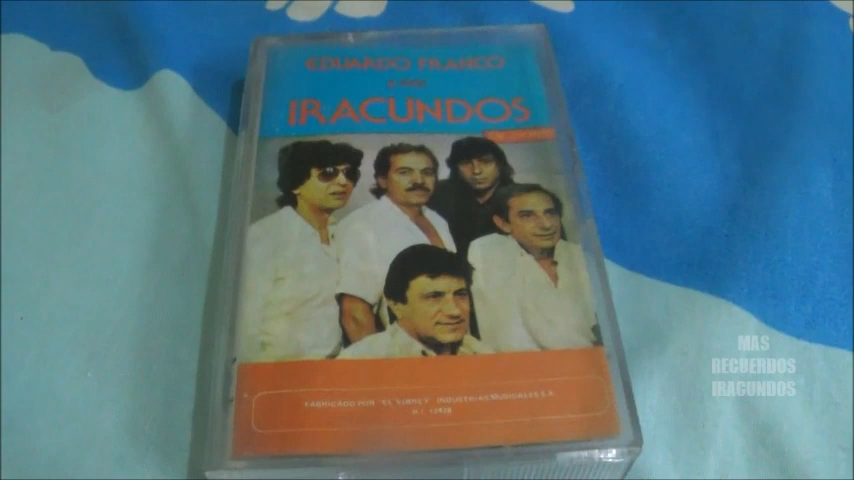 EDUARDO FRANCO
y los
IRACUNDOS
FABRICADO POR "EL VIRREY" INDUSTRIAS MUSICALES S.A.
MAS
RECUERDOS
IRACUNDOS